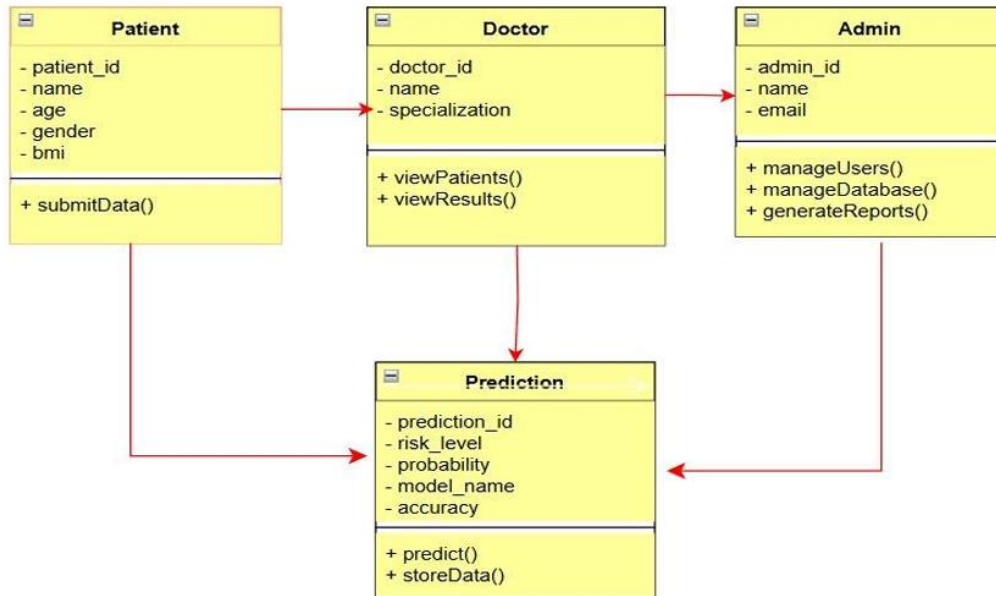 Patient
- patient_id
- name
- age
- gender
- bmi
+ submitData()
Doctor
- doctor_id
- name
- specialization
+ viewPatients()
+ viewResults()
Admin
- admin_id
- name
- email
+ manageUsers()
+ manageDatabase()
+ generateReports()
Prediction
- prediction_id
- risk_level
- probability
- model_name
- accuracy
+ predict()
+ storeData()